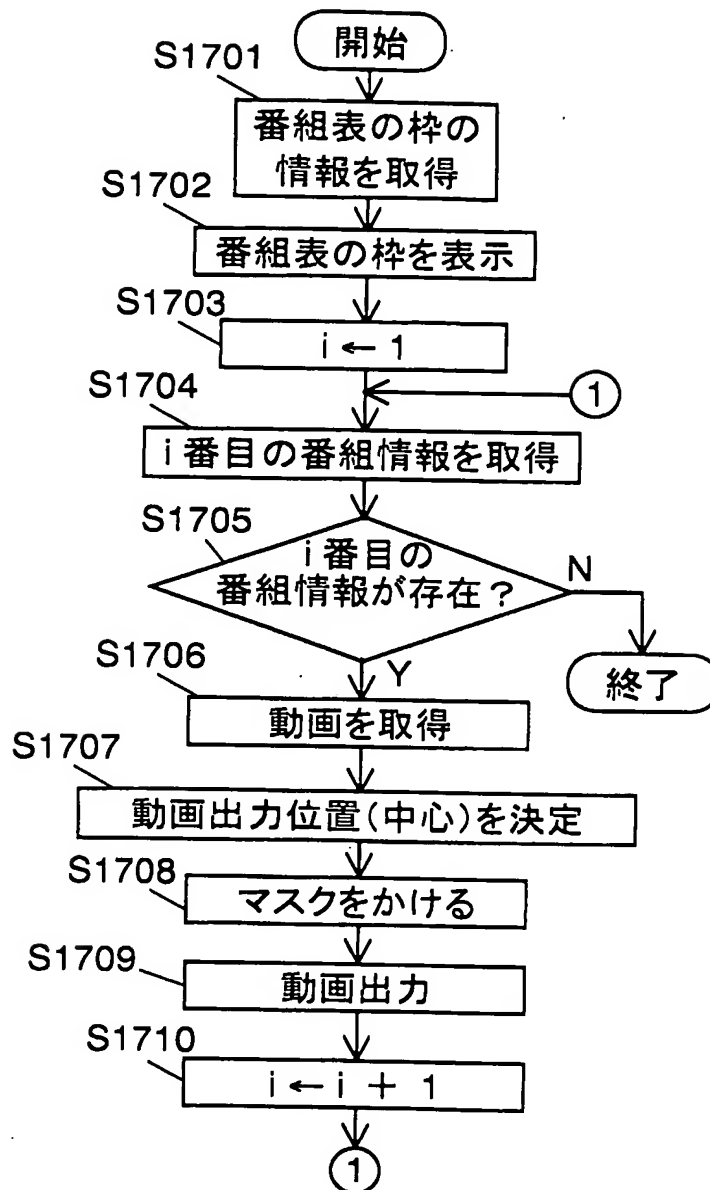 開始
S1701
番組表の枠の
情報を取得
S1702
番組表の枠を表示
S1703
i ← 1
①
S1704
i番目の番組情報を取得
S1705
i番目の
番組情報が存在?
N
終了
Y
S1706
動画を取得
S1707
動画出力位置(中心)を決定
S1708
マスクをかける
S1709
動画出力
S1710
i ← i + 1
①